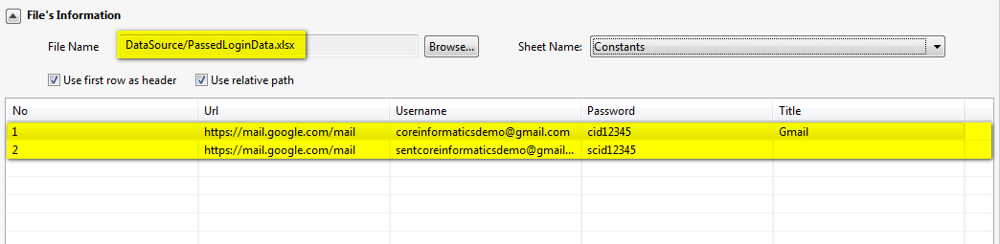 File's Information
File Name DataSource/PassedLoginData.xlsx Browse... Sheet Name: Constants
Use first row as header Use relative path
No Url Username Password Title
1 https://mail.google.com/mail coreinformaticsdemo@gmail.com cid12345 Gmail
2 https://mail.google.com/mail sentcoreinformaticsdemo@gmail... scid12345